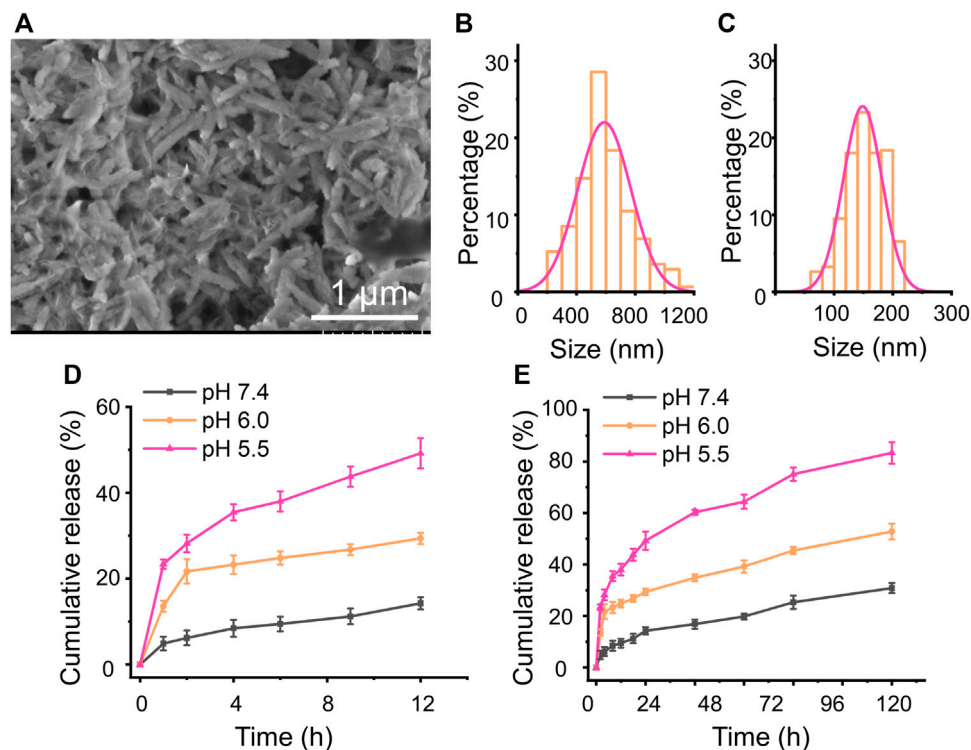 A
1 μm
B
Percentage (%)
30
20
10
0
0 400 800 1200
Size (nm)
C
Percentage (%)
30
20
10
0
100 200 300
Size (nm)
D
pH 7.4
pH 6.0
pH 5.5
Cumulative release (%)
60
40
20
0
0 4 8 12
Time (h)
E
pH 7.4
pH 6.0
pH 5.5
Cumulative release (%)
100
80
60
40
20
0
0 24 48 72 96 120
Time (h)